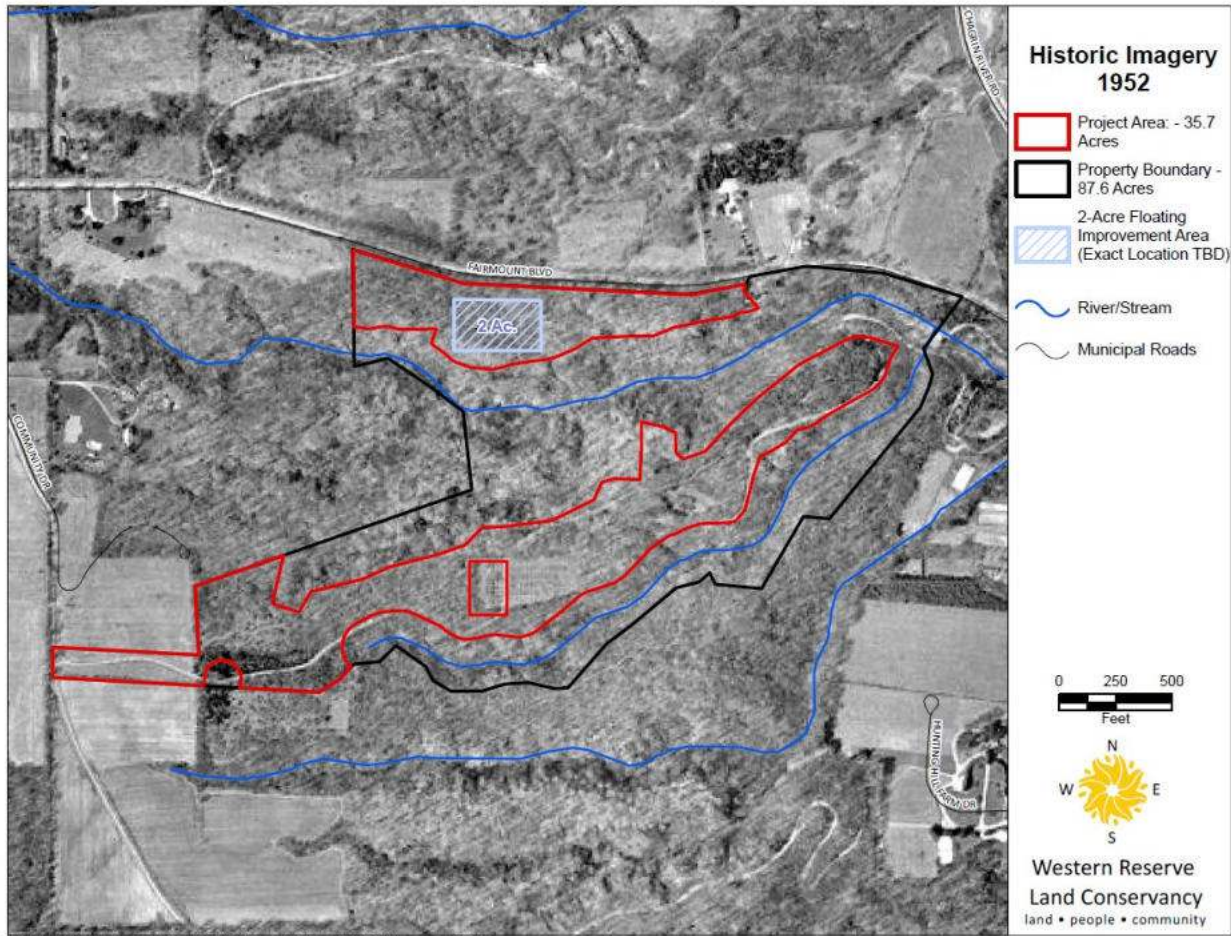 CHAGRIN RIVER RD
Historic Imagery
1952
Project Area: - 35.7
Acres
Property Boundary -
87.6 Acres
2-Acre Floating
Improvement Area
(Exact Location TBD)
River/Stream
Municipal Roads
FAIRMOUNT BLVD
2 Ac.
COMMUNITY DR
HUNTING HILL FARM DR
0 250 500
Feet
N
W E
S
Western Reserve
Land Conservancy
land • people • community